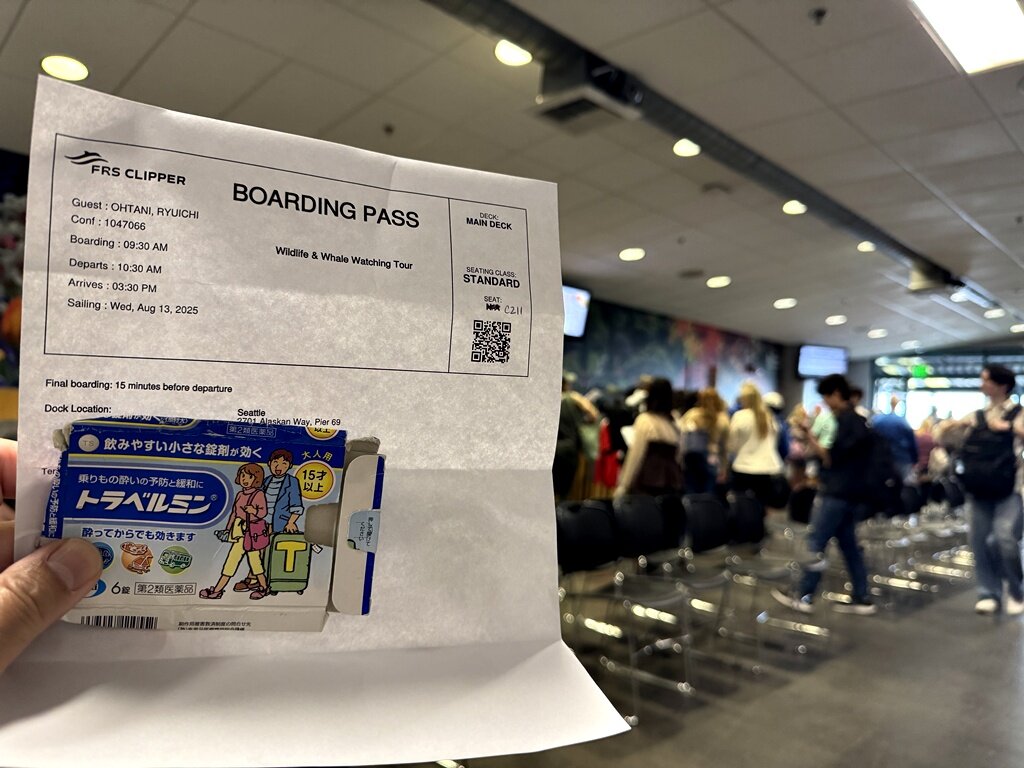 FRS CLIPPER
BOARDING PASS
Guest : OHTANI, RYUICHI
Conf : 1047066
Boarding : 09:30 AM
Departs : 10:30 AM
Arrives : 03:30 PM
Sailing : Wed, Aug 13, 2025
Wildlife & Whale Watching Tour
DECK:
MAIN DECK
SEATING CLASS:
STANDARD
SEAT:
C211
Final boarding: 15 minutes before departure
Dock Location:
Seattle
2701 Alaskan Way, Pier 69
第2類医薬品
TS
飲みやすい小さな錠剤が効く
大人用
15才
以上
乗りもの酔いの予防と緩和に
トラベルミン®
酔ってからでも効きます
T
6錠
第2類医薬品